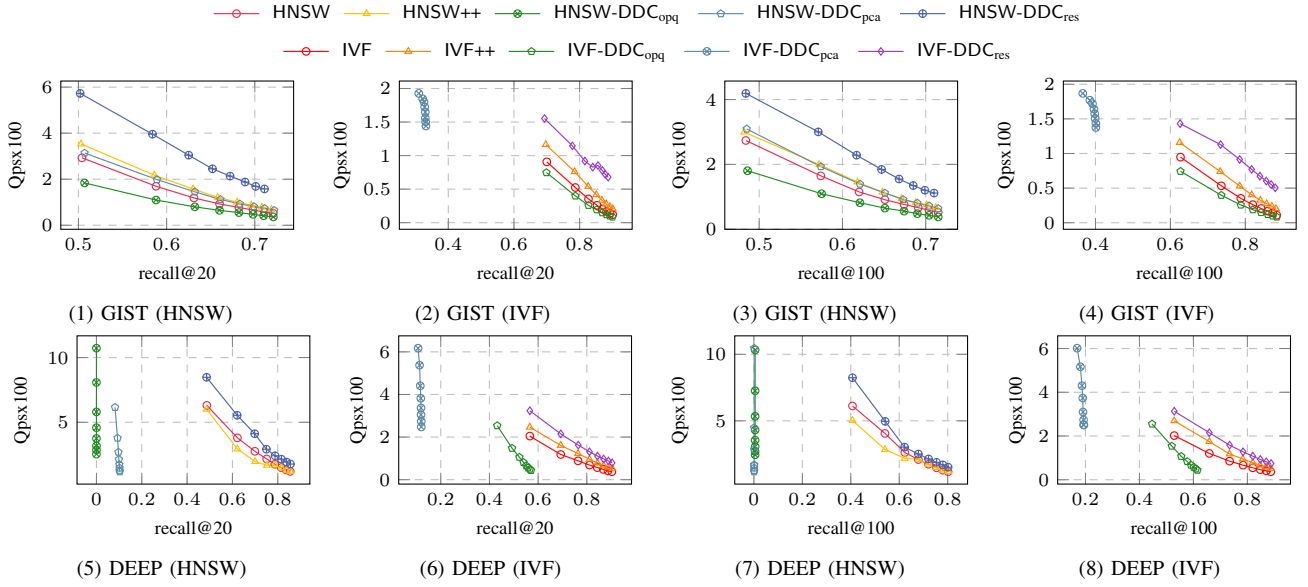 HNSW HNSW++ HNSW-DDCopq HNSW-DDCpca HNSW-DDCres
IVF IVF++ IVF-DDCopq IVF-DDCpca IVF-DDCres
Qpsx100
6
4
2
0
0.5 0.6 0.7
recall@20
(1) GIST (HNSW)
Qpsx100
2
1.5
1
0.5
0
0.4 0.6 0.8
recall@20
(2) GIST (IVF)
Qpsx100
4
2
0
0.5 0.6 0.7
recall@100
(3) GIST (HNSW)
Qpsx100
2
1.5
1
0.5
0
0.4 0.6 0.8
recall@100
(4) GIST (IVF)
Qpsx100
10
5
0 0.2 0.4 0.6 0.8
recall@20
(5) DEEP (HNSW)
Qpsx100
6
4
2
0
0.2 0.4 0.6 0.8
recall@20
(6) DEEP (IVF)
Qpsx100
10
5
0 0.2 0.4 0.6 0.8
recall@100
(7) DEEP (HNSW)
Qpsx100
6
4
2
0
0.2 0.4 0.6 0.8
recall@100
(8) DEEP (IVF)